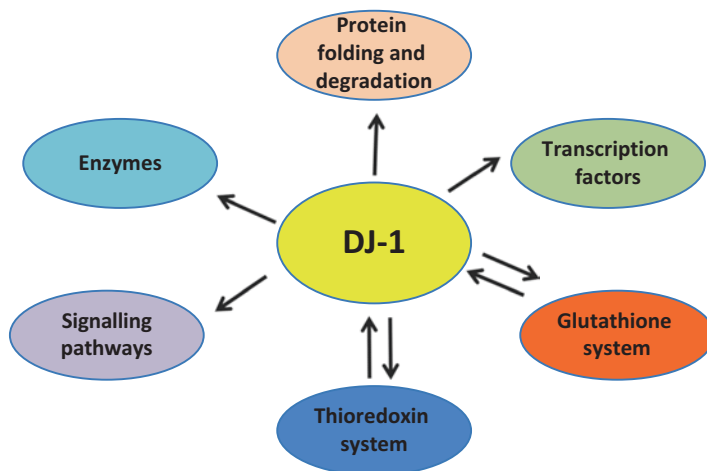 Protein
folding and
degradation
Enzymes
Transcription
factors
DJ-1
Signalling
pathways
Glutathione
system
Thioredoxin
system